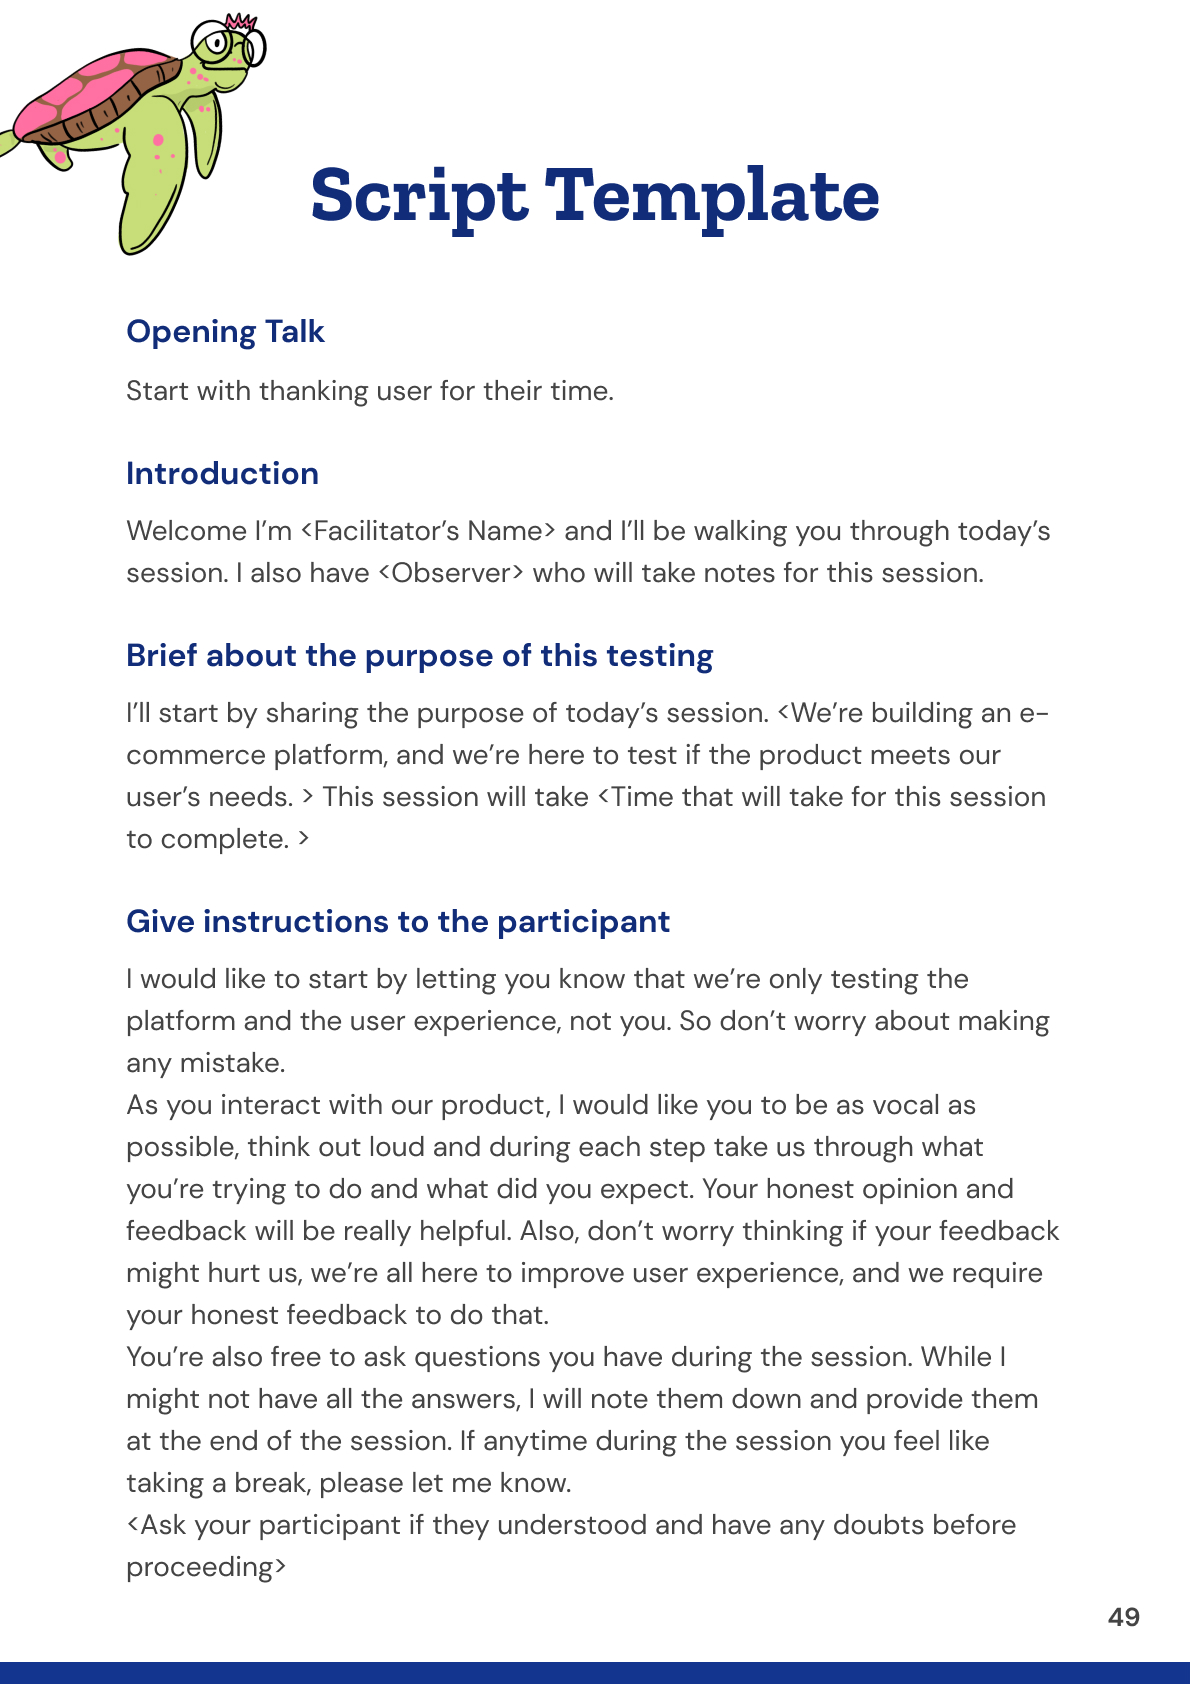 Script Template
Opening Talk
Start with thanking user for their time.
Introduction
Welcome I’m <Facilitator’s Name> and I’ll be walking you through today’s
session. I also have <Observer> who will take notes for this session.
Brief about the purpose of this testing
I’ll start by sharing the purpose of today’s session. <We’re building an e-
commerce platform, and we’re here to test if the product meets our
user’s needs. > This session will take <Time that will take for this session
to complete. >
Give instructions to the participant
I would like to start by letting you know that we’re only testing the
platform and the user experience, not you. So don’t worry about making
any mistake.
As you interact with our product, I would like you to be as vocal as
possible, think out loud and during each step take us through what
you’re trying to do and what did you expect. Your honest opinion and
feedback will be really helpful. Also, don’t worry thinking if your feedback
might hurt us, we’re all here to improve user experience, and we require
your honest feedback to do that.
You’re also free to ask questions you have during the session. While I
might not have all the answers, I will note them down and provide them
at the end of the session. If anytime during the session you feel like
taking a break, please let me know.
<Ask your participant if they understood and have any doubts before
proceeding>
49